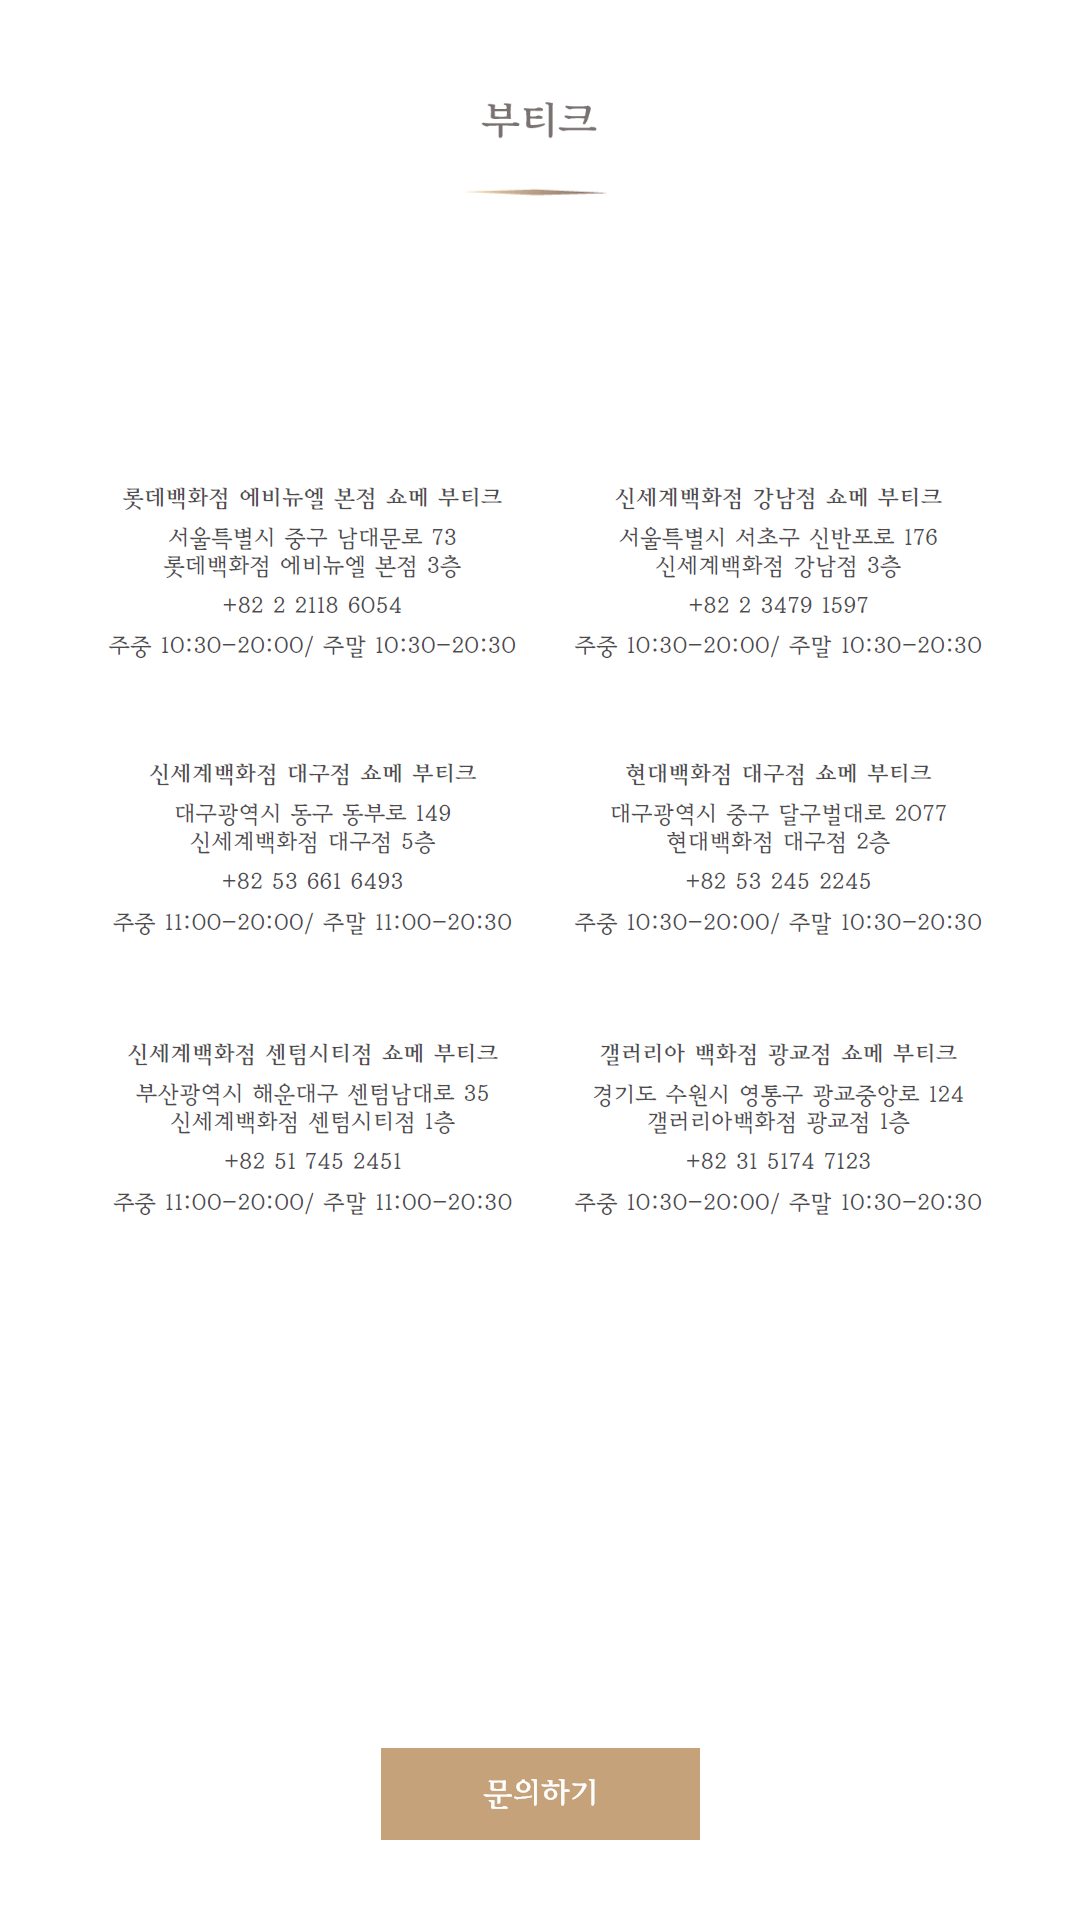 부티크
롯데백화점 에비뉴엘 본점 쇼메 부티크
서울특별시 중구 남대문로 73
롯데백화점 에비뉴엘 본점 3층
+82 2 2118 6054
주중 10:30-20:00/ 주말 10:30-20:30
신세계백화점 강남점 쇼메 부티크
서울특별시 서초구 신반포로 176
신세계백화점 강남점 3층
+82 2 3479 1597
주중 10:30-20:00/ 주말 10:30-20:30
신세계백화점 대구점 쇼메 부티크
대구광역시 동구 동부로 149
신세계백화점 대구점 5층
+82 53 661 6493
주중 11:00-20:00/ 주말 11:00-20:30
현대백화점 대구점 쇼메 부티크
대구광역시 중구 달구벌대로 2077
현대백화점 대구점 2층
+82 53 245 2245
주중 10:30-20:00/ 주말 10:30-20:30
신세계백화점 센텀시티점 쇼메 부티크
부산광역시 해운대구 센텀남대로 35
신세계백화점 센텀시티점 1층
+82 51 745 2451
주중 11:00-20:00/ 주말 11:00-20:30
갤러리아 백화점 광교점 쇼메 부티크
경기도 수원시 영통구 광교중앙로 124
갤러리아백화점 광교점 1층
+82 31 5174 7123
주중 10:30-20:00/ 주말 10:30-20:30
문의하기